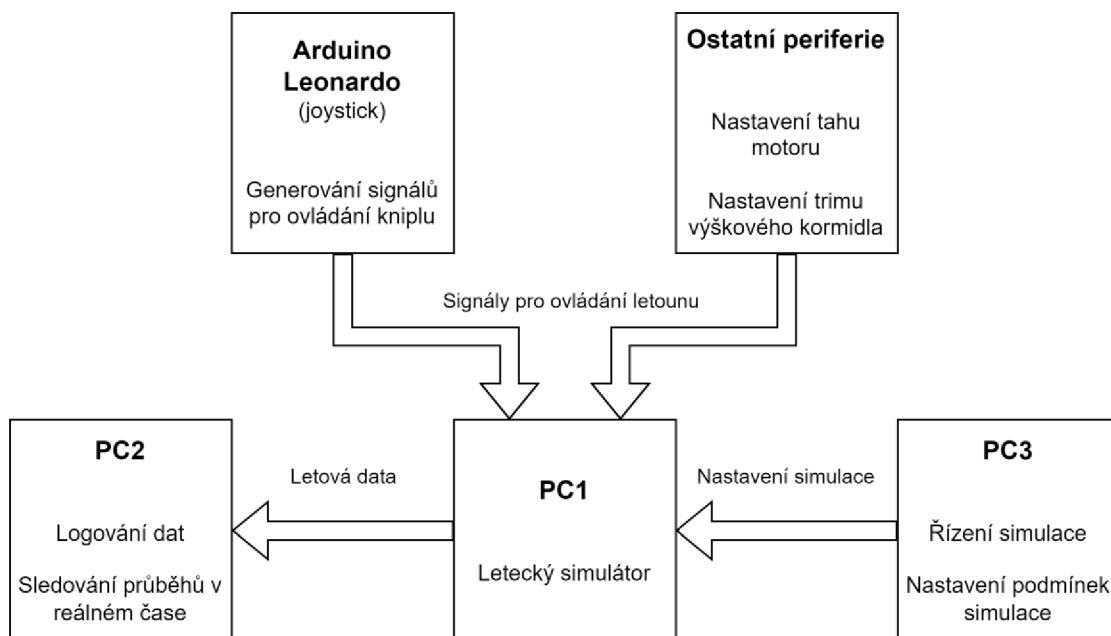 Arduino
Leonardo
(joystick)
Generování signálů
pro ovládání kniplu
Ostatní periferie
Nastavení tahu
motoru
Nastavení trimu
výškového kormidla
Signály pro ovládání letounu
PC2
Logování dat
Sledování průběhů v
reálném čase
Letová data
PC1
Letecký simulátor
Nastavení simulace
PC3
Řízení simulace
Nastavení podmínek
simulace